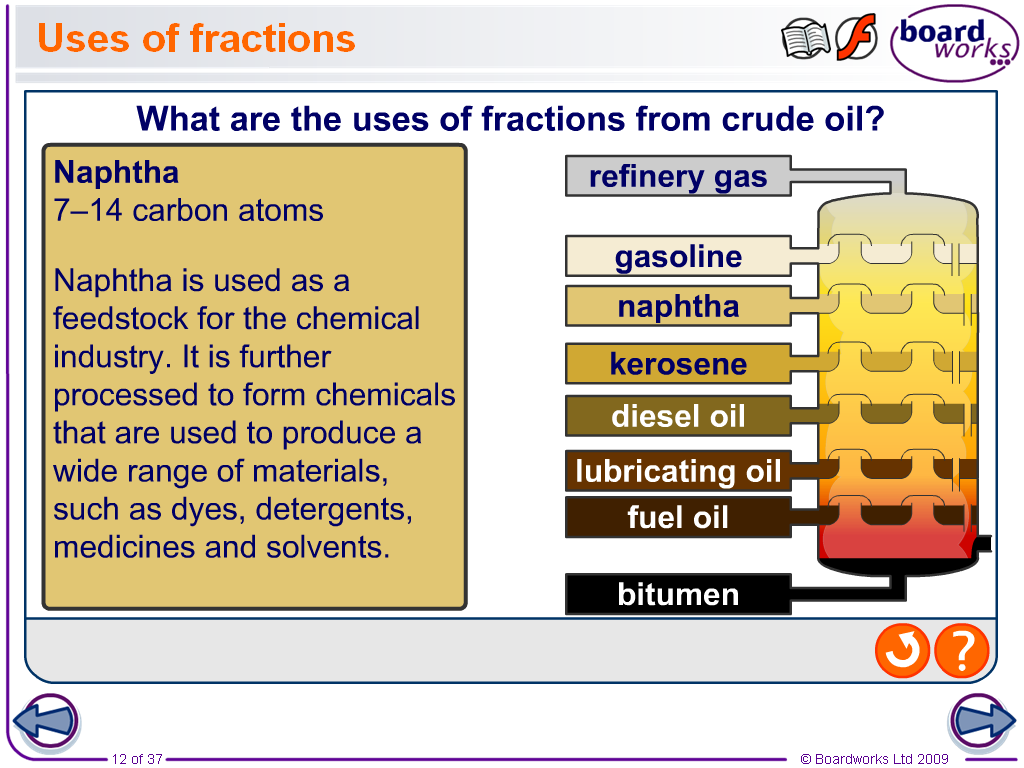 Uses of fractions
board
works
What are the uses of fractions from crude oil?
Naphtha
7–14 carbon atoms
Naphtha is used as a
feedstock for the chemical
industry. It is further
processed to form chemicals
that are used to produce a
wide range of materials,
such as dyes, detergents,
medicines and solvents.
refinery gas
gasoline
naphtha
kerosene
diesel oil
lubricating oil
fuel oil
bitumen
?
12 of 37
© Boardworks Ltd 2009